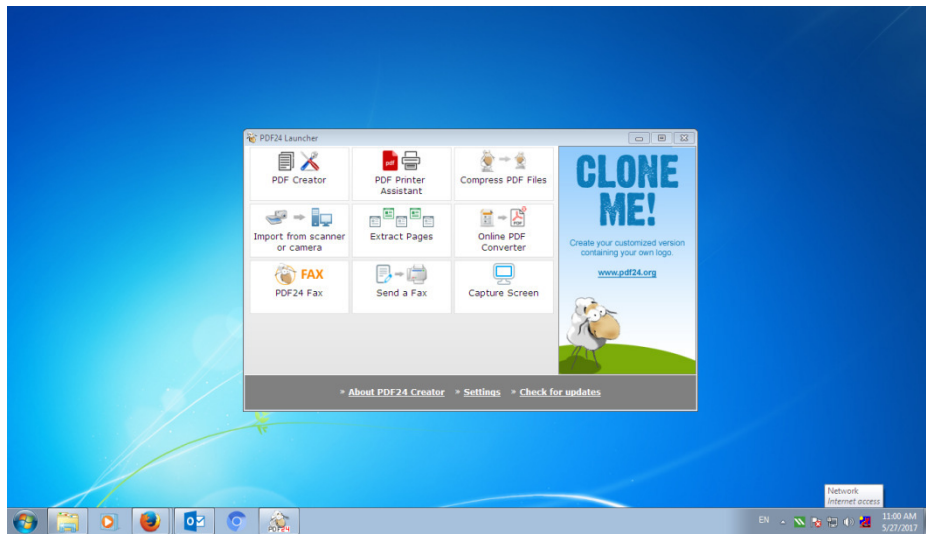 PDF24 Launcher
PDF Creator
PDF Printer
Assistant
Compress PDF Files
Import from scanner
or camera
Extract Pages
Online PDF
Converter
FAX
PDF24 Fax
Send a Fax
Capture Screen
CLONE
ME!
Create your customized version
containing your own logo.
www.pdf24.org
» About PDF24 Creator » Settings » Check for updates
Network
Internet access
PDF24
EN
11:00 AM
5/27/2017